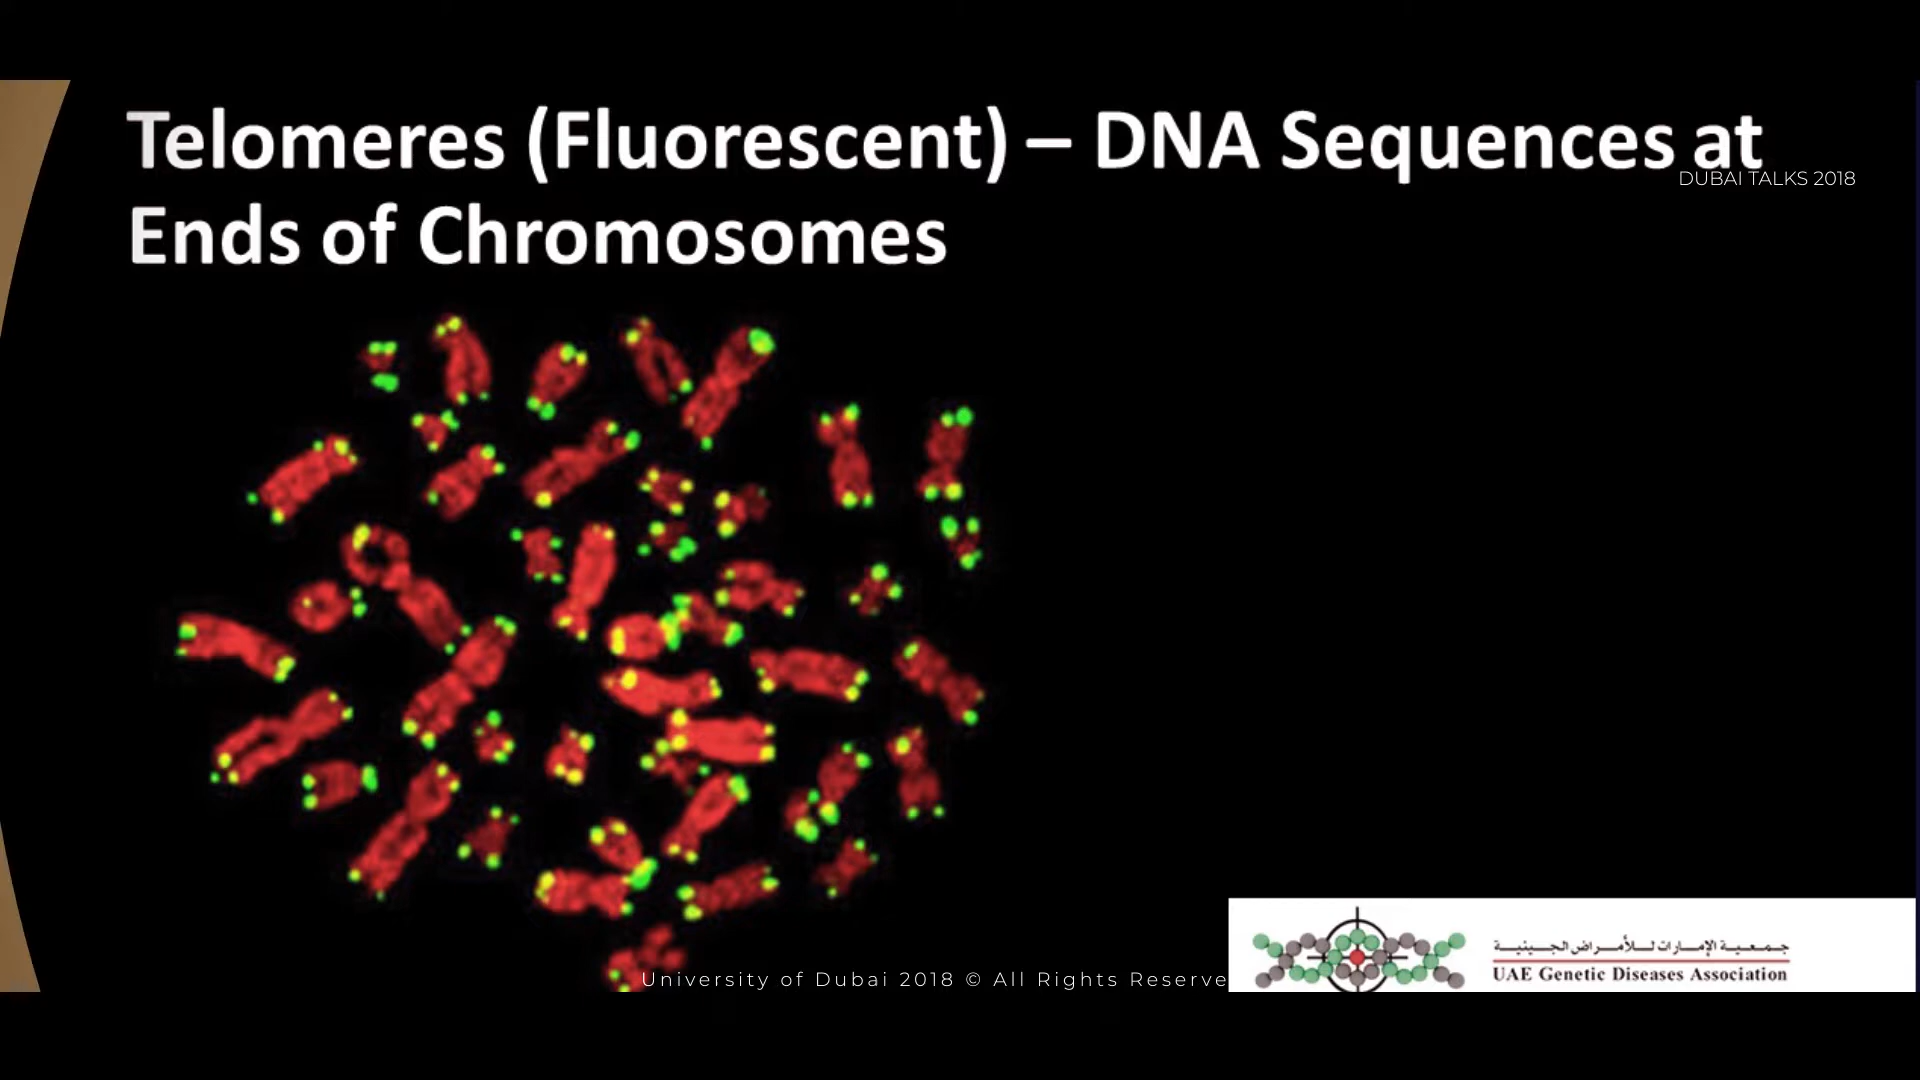 Telomeres (Fluorescent) – DNA Sequences at
DUBAI TALKS 2018
Ends of Chromosomes
University of Dubai 2018 © All Rights Reserve
جمعية الإمارات للأمراض الجينية
UAE Genetic Diseases Association